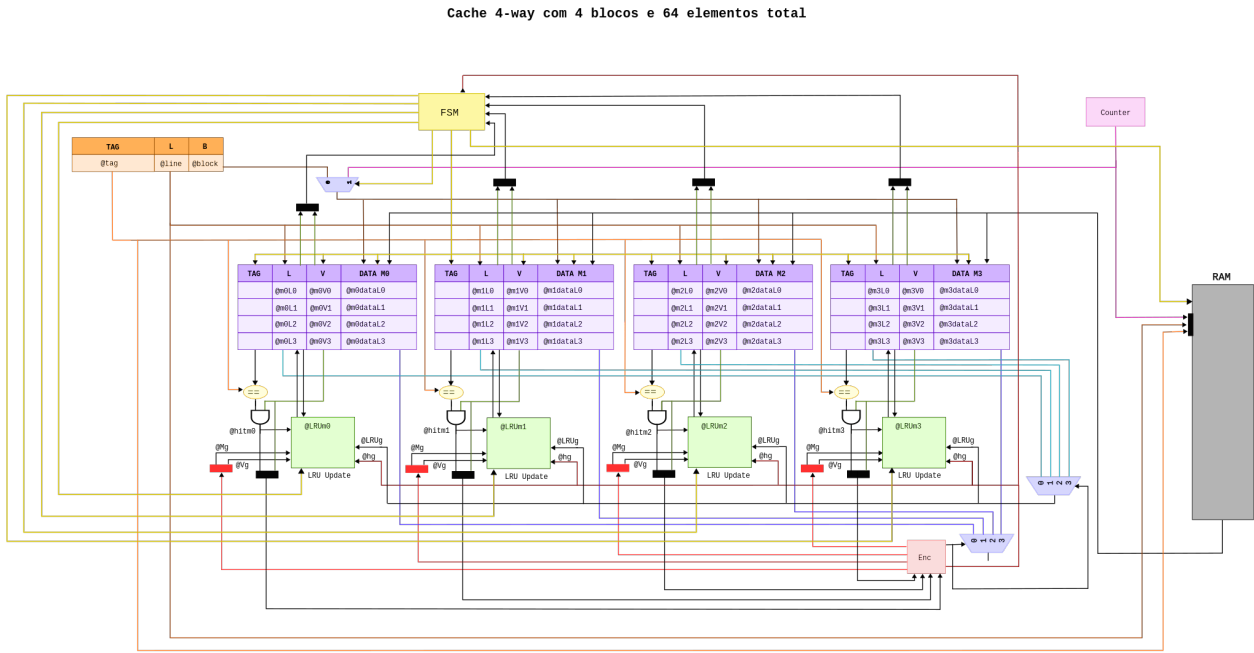 Cache 4-way com 4 blocos e 64 elementos total
FSM
Counter
TAG L B
@tag @line @block
0 1
RAM
TAG L V DATA M0
@m0L0 @m0V0 @m0dataL0
@m0L1 @m0V1 @m0dataL1
@m0L2 @m0V2 @m0dataL2
@m0L3 @m0V3 @m0dataL3
TAG L V DATA M1
@m1L0 @m1V0 @m1dataL0
@m1L1 @m1V1 @m1dataL1
@m1L2 @m1V2 @m1dataL2
@m1L3 @m1V3 @m1dataL3
TAG L V DATA M2
@m2L0 @m2V0 @m2dataL0
@m2L1 @m2V1 @m2dataL1
@m2L2 @m2V2 @m2dataL2
@m2L3 @m2V3 @m2dataL3
TAG L V DATA M3
@m3L0 @m3V0 @m3dataL0
@m3L1 @m3V1 @m3dataL1
@m3L2 @m3V2 @m3dataL2
@m3L3 @m3V3 @m3dataL3
==
@hitm0
@LRUm0
@Mg
@Vg
@LRUg
@hg
LRU Update
==
@hitm1
@LRUm1
@Mg
@Vg
@LRUg
@hg
LRU Update
==
@hitm2
@LRUm2
@Mg
@Vg
@LRUg
@hg
LRU Update
==
@hitm3
@LRUm3
@Mg
@Vg
@LRUg
@hg
LRU Update
0 1 2 3
0 1 2 3
Enc